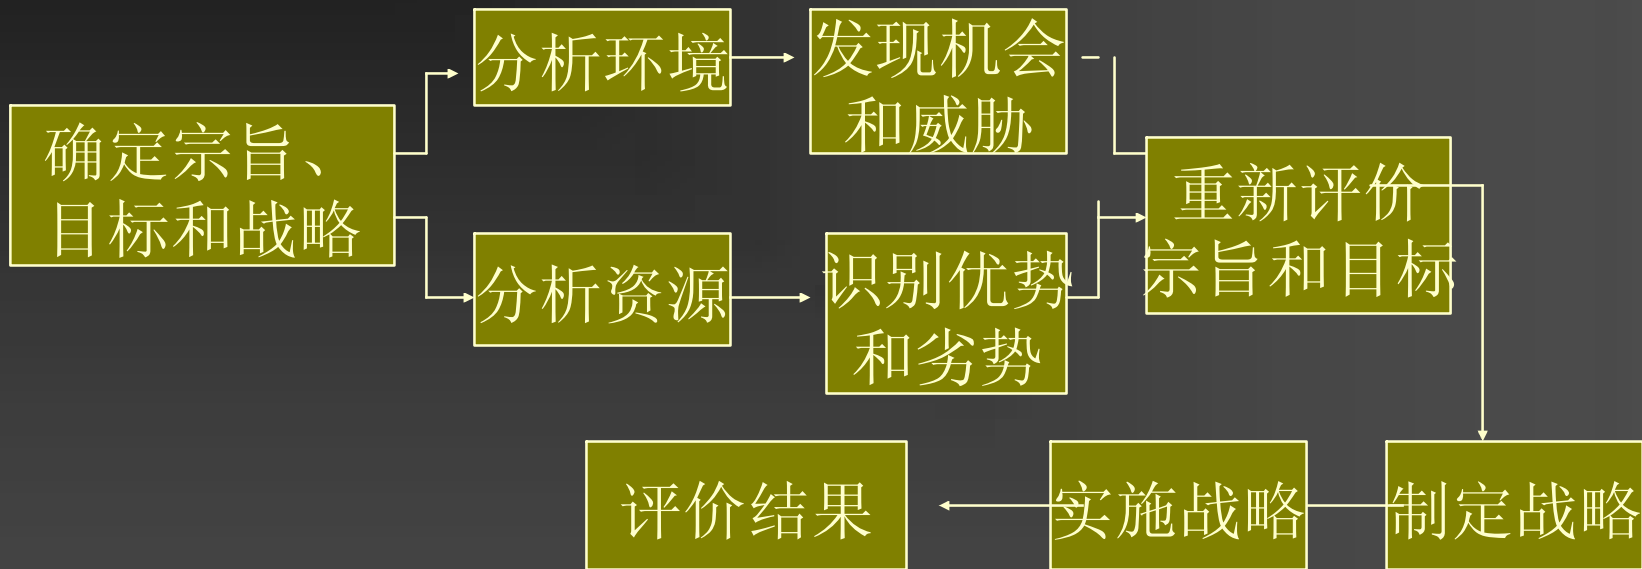 确定宗旨、
目标和战略
分析环境
发现机会
和威胁
分析资源
识别优势
和劣势
重新评价
宗旨和目标
评价结果
实施战略
制定战略